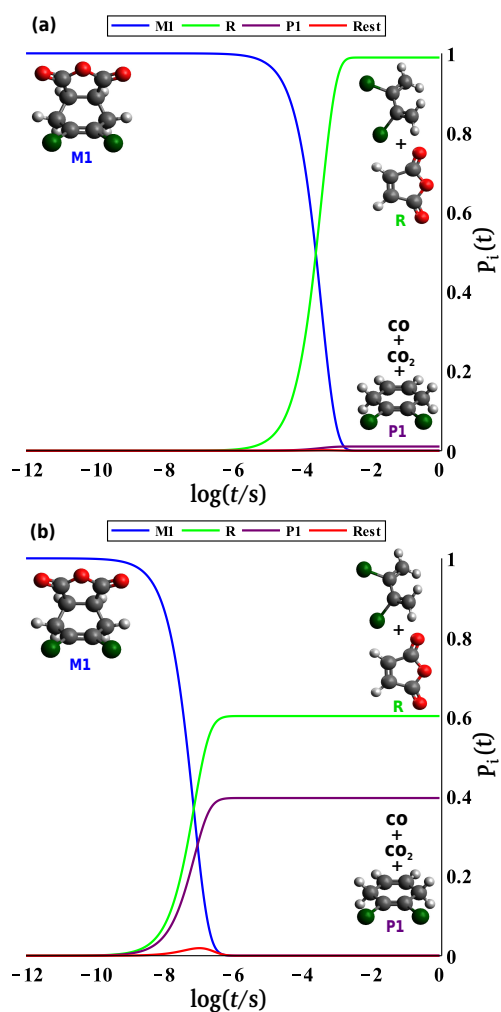 (a)
M1 R P1 Rest
M1
+
R
CO
+
CO₂
+
P1
1
0.8
0.6
0.4
0.2
0
P_i(t)
−12 −10 −8 −6 −4 −2 0
log(t/s)
(b)
M1 R P1 Rest
M1
+
R
CO
+
CO₂
+
P1
1
0.8
0.6
0.4
0.2
0
P_i(t)
−12 −10 −8 −6 −4 −2 0
log(t/s)